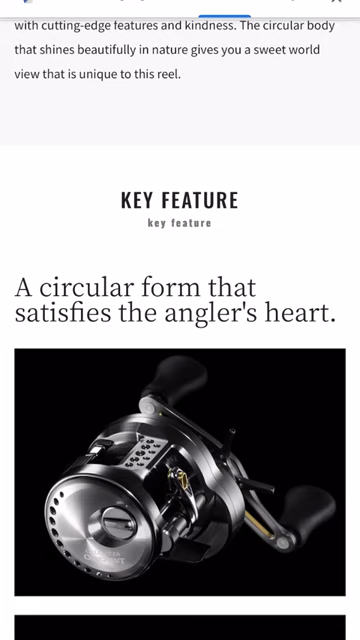 with cutting-edge features and kindness. The circular body
that shines beautifully in nature gives you a sweet world
view that is unique to this reel.
KEY FEATURE
key feature
A circular form that
satisfies the angler's heart.